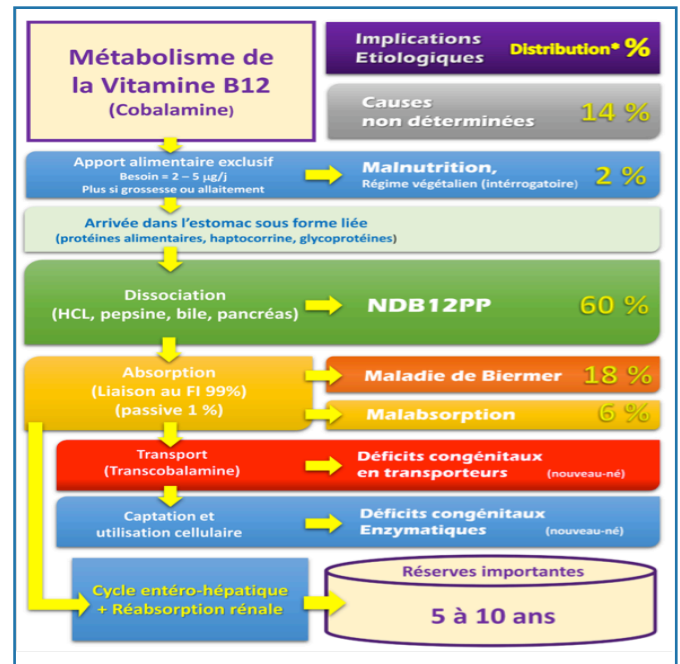 Métabolisme de
la Vitamine B12
(Cobalamine)
Implications
Etiologiques
Distribution* %
Causes
non déterminées
14 %
Apport alimentaire exclusif
Besoin = 2 – 5 µg/j
Plus si grossesse ou allaitement
Malnutrition,
Régime végétalien (intérrogatoire)
2 %
Arrivée dans l'estomac sous forme liée
(protéines alimentaires, haptocorrine, glycoprotéines)
Dissociation
(HCL, pepsine, bile, pancréas)
NDB12PP
60 %
Absorption
(Liaison au FI 99%)
(passive 1 %)
Maladie de Biermer
18 %
Malabsorption
6 %
Transport
(Transcobalamine)
Déficits congénitaux
en transporteurs (nouveau-né)
Captation et
utilisation cellulaire
Déficits congénitaux
Enzymatiques (nouveau-né)
Cycle entéro-hépatique
+ Réabsorption rénale
Réserves importantes
5 à 10 ans